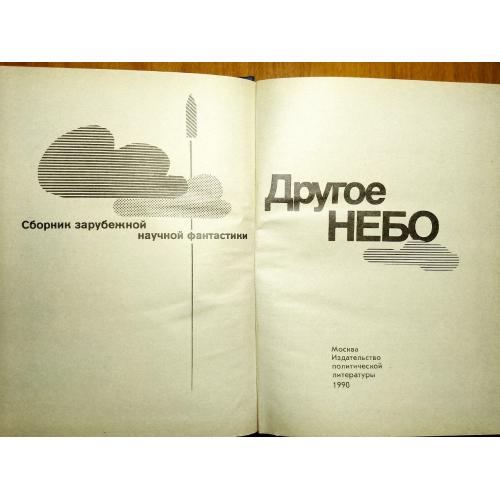 Сборник зарубежной
научной фантастики
Другое
НЕБО
Москва
Издательство
политической
литературы
1990